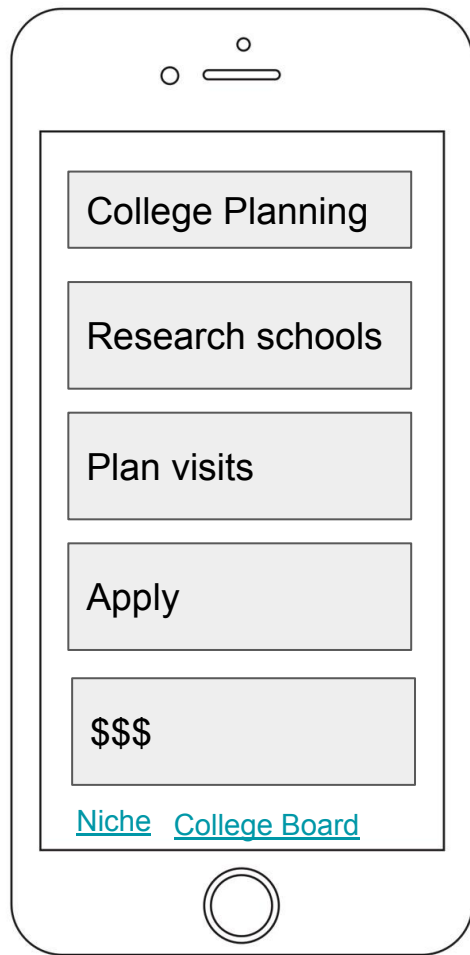 College Planning
Research schools
Plan visits
Apply
$$$
Niche College Board